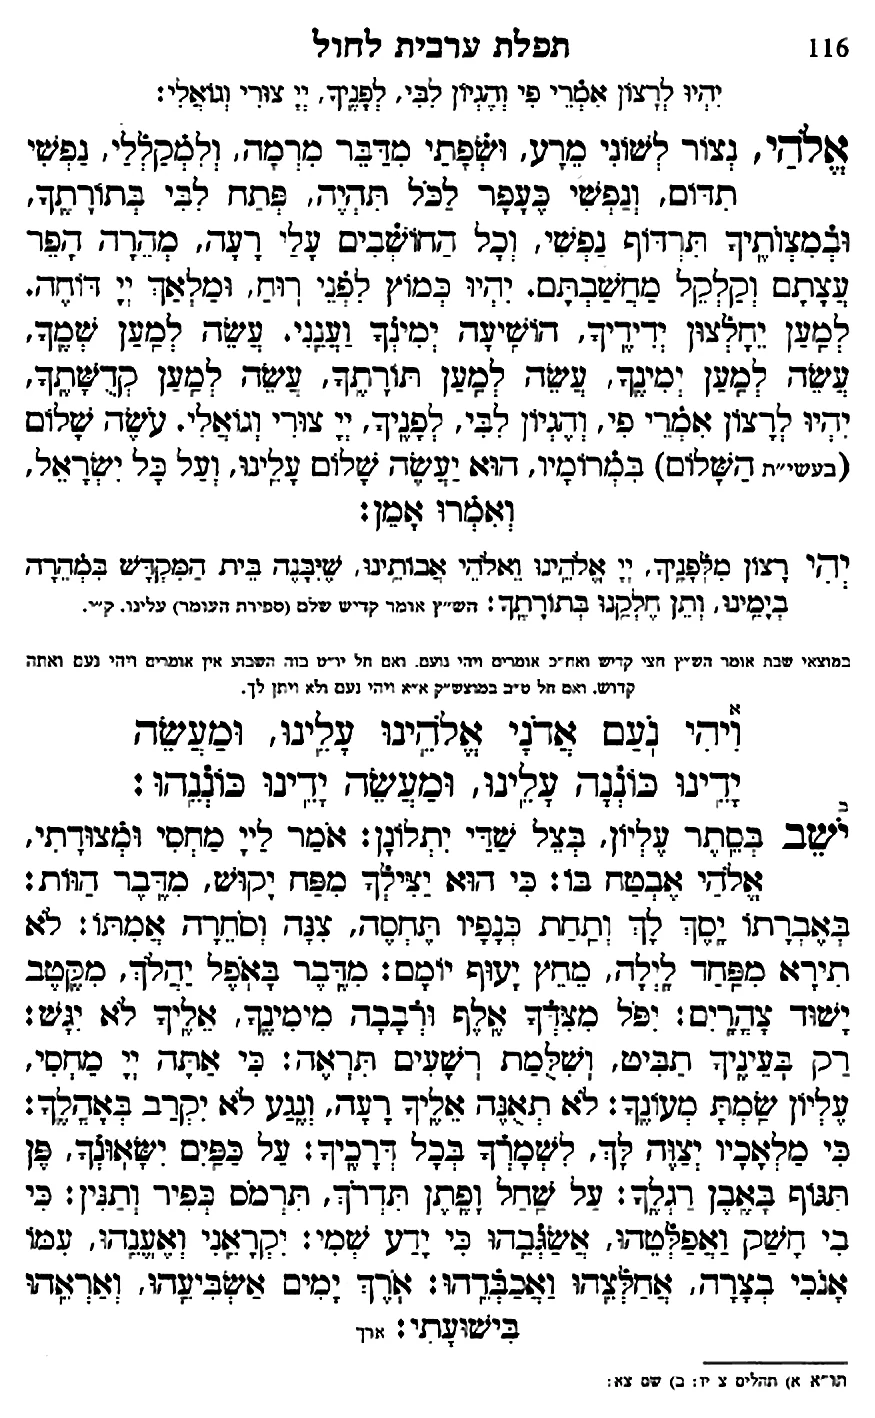 116 תפלת ערבית לחול
יִהְיוּ לְרָצוֹן אִמְרֵי פִי וְהֶגְיוֹן לִבִּי, לְפָנֶיךָ, יְיָ צוּרִי וְגוֹאֲלִי:
אֱלֹהַי, נְצוֹר לְשׁוֹנִי מֵרָע, וּשְׂפָתַי מִדַּבֵּר מִרְמָה, וְלִמְקַלְלַי, נַפְשִׁי
תִדּוֹם, וְנַפְשִׁי כֶּעָפָר לַכֹּל תִּהְיֶה, פְּתַח לִבִּי בְּתוֹרָתֶךָ,
וּבְמִצְוֹתֶיךָ תִּרְדּוֹף נַפְשִׁי, וְכָל הַחוֹשְׁבִים עָלַי רָעָה, מְהֵרָה הָפֵר
עֲצָתָם וְקַלְקֵל מַחֲשַׁבְתָּם. יִהְיוּ כְּמוֹץ לִפְנֵי רוּחַ, וּמַלְאַךְ יְיָ דּוֹחֶה.
לְמַעַן יֵחָלְצוּן יְדִידֶיךָ, הוֹשִׁיעָה יְמִינְךָ וַעֲנֵנִי. עֲשֵׂה לְמַעַן שְׁמֶךָ,
עֲשֵׂה לְמַעַן יְמִינֶךָ, עֲשֵׂה לְמַעַן תּוֹרָתֶךָ, עֲשֵׂה לְמַעַן קְדֻשָּׁתֶךָ,
יִהְיוּ לְרָצוֹן אִמְרֵי פִי, וְהֶגְיוֹן לִבִּי, לְפָנֶיךָ, יְיָ צוּרִי וְגוֹאֲלִי. עֹשֶׂה שָׁלוֹם
(בעשי״ת הַשָּׁלוֹם) בִּמְרוֹמָיו, הוּא יַעֲשֶׂה שָׁלוֹם עָלֵינוּ, וְעַל כָּל יִשְׂרָאֵל,
וְאִמְרוּ אָמֵן:
יְהִי רָצוֹן מִלְּפָנֶיךָ, יְיָ אֱלֹהֵינוּ וֵאלֹהֵי אֲבוֹתֵינוּ, שֶׁיִּבָּנֶה בֵּית הַמִּקְדָּשׁ בִּמְהֵרָה
בְיָמֵינוּ, וְתֵן חֶלְקֵנוּ בְּתוֹרָתֶךָ: הש״ץ אומר קדיש שלם (ספירת העומר) עלינו. ק״י.
במוצאי שבת אומר הש״ץ חצי קדיש ואח״כ אומרים ויהי נועם. ואם חל יו״ט בזה השבוע אין אומרים ויהי נעם ואתה
קדוש. ואם חל ט״ב במוצש״ק א״א ויהי נעם ולא ויתן לך.
א
וִיהִי נֹעַם אֲדֹנָי אֱלֹהֵינוּ עָלֵינוּ, וּמַעֲשֵׂה
יָדֵינוּ כּוֹנְנָה עָלֵינוּ, וּמַעֲשֵׂה יָדֵינוּ כּוֹנְנֵהוּ:
ב
יֹשֵׁב בְּסֵתֶר עֶלְיוֹן, בְּצֵל שַׁדַּי יִתְלוֹנָן: אֹמַר לַייָ מַחְסִי וּמְצוּדָתִי,
אֱלֹהַי אֶבְטַח בּוֹ: כִּי הוּא יַצִּילְךָ מִפַּח יָקוּשׁ, מִדֶּבֶר הַוּוֹת:
בְּאֶבְרָתוֹ יָסֶךְ לָךְ וְתַחַת כְּנָפָיו תֶּחְסֶה, צִנָּה וְסֹחֵרָה אֲמִתּוֹ: לֹא
תִירָא מִפַּחַד לָיְלָה, מֵחֵץ יָעוּף יוֹמָם: מִדֶּבֶר בָּאֹפֶל יַהֲלֹךְ, מִקֶּטֶב
יָשׁוּד צָהֳרָיִם: יִפֹּל מִצִּדְּךָ אֶלֶף וּרְבָבָה מִימִינֶךָ, אֵלֶיךָ לֹא יִגָּשׁ:
רַק בְּעֵינֶיךָ תַבִּיט, וְשִׁלֻּמַת רְשָׁעִים תִּרְאֶה: כִּי אַתָּה יְיָ מַחְסִי,
עֶלְיוֹן שַׂמְתָּ מְעוֹנֶךָ: לֹא תְאֻנֶּה אֵלֶיךָ רָעָה, וְנֶגַע לֹא יִקְרַב בְּאָהֳלֶךָ:
כִּי מַלְאָכָיו יְצַוֶּה לָּךְ, לִשְׁמָרְךָ בְּכָל דְּרָכֶיךָ: עַל כַּפַּיִם יִשָּׂאוּנְךָ, פֶּן
תִּגּוֹף בָּאֶבֶן רַגְלֶךָ: עַל שַׁחַל וָפֶתֶן תִּדְרֹךְ, תִּרְמֹס כְּפִיר וְתַנִּין: כִּי
בִי חָשַׁק וַאֲפַלְּטֵהוּ, אֲשַׂגְּבֵהוּ כִּי יָדַע שְׁמִי: יִקְרָאֵנִי וְאֶעֱנֵהוּ, עִמּוֹ
אָנֹכִי בְצָרָה, אֲחַלְּצֵהוּ וַאֲכַבְּדֵהוּ: אֹרֶךְ יָמִים אַשְׂבִּיעֵהוּ, וְאַרְאֵהוּ
בִּישׁוּעָתִי: ארך
תו״א א) תהלים צ יז: ב) שם צא: